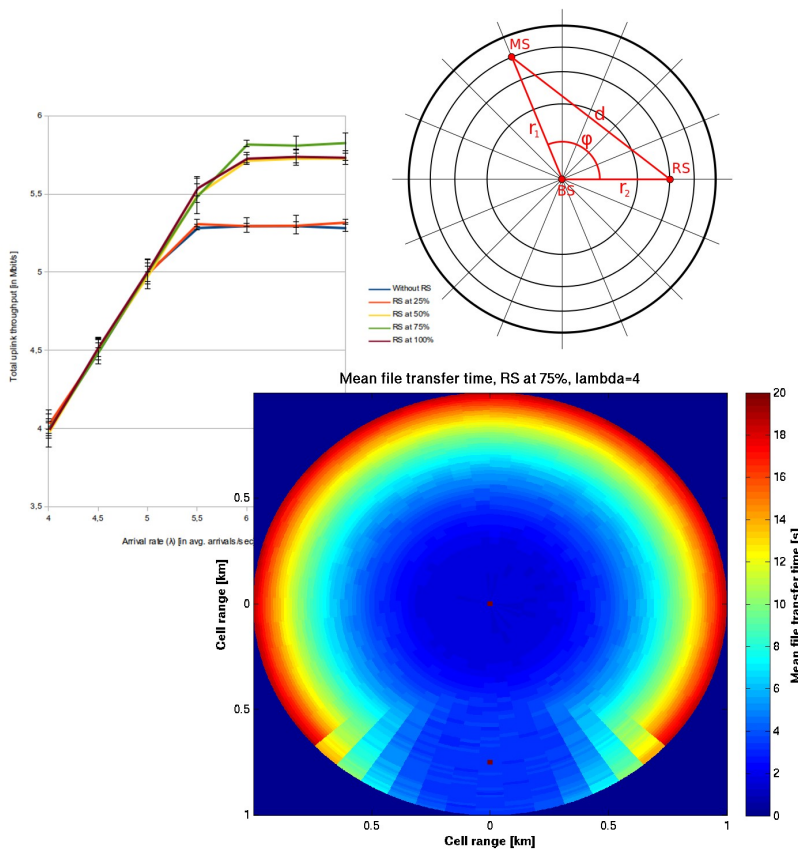 MS
r1
d
φ
RS
BS
r2
6
5,5
5
4,5
4
3,5
Total uplink throughput [in Mbit/s]
4
4,5
5
5,5
Arrival rate (λ) [in avg. arrivals/sec
Without RS
RS at 25%
RS at 50%
RS at 75%
RS at 100%
Mean file transfer time, RS at 75%, lambda=4
0.5
0
0.5
1
Cell range [km]
0.5
0
1
Cell range [km]
20
18
16
14
12
10
8
6
4
2
0
Mean file transfer time [s]